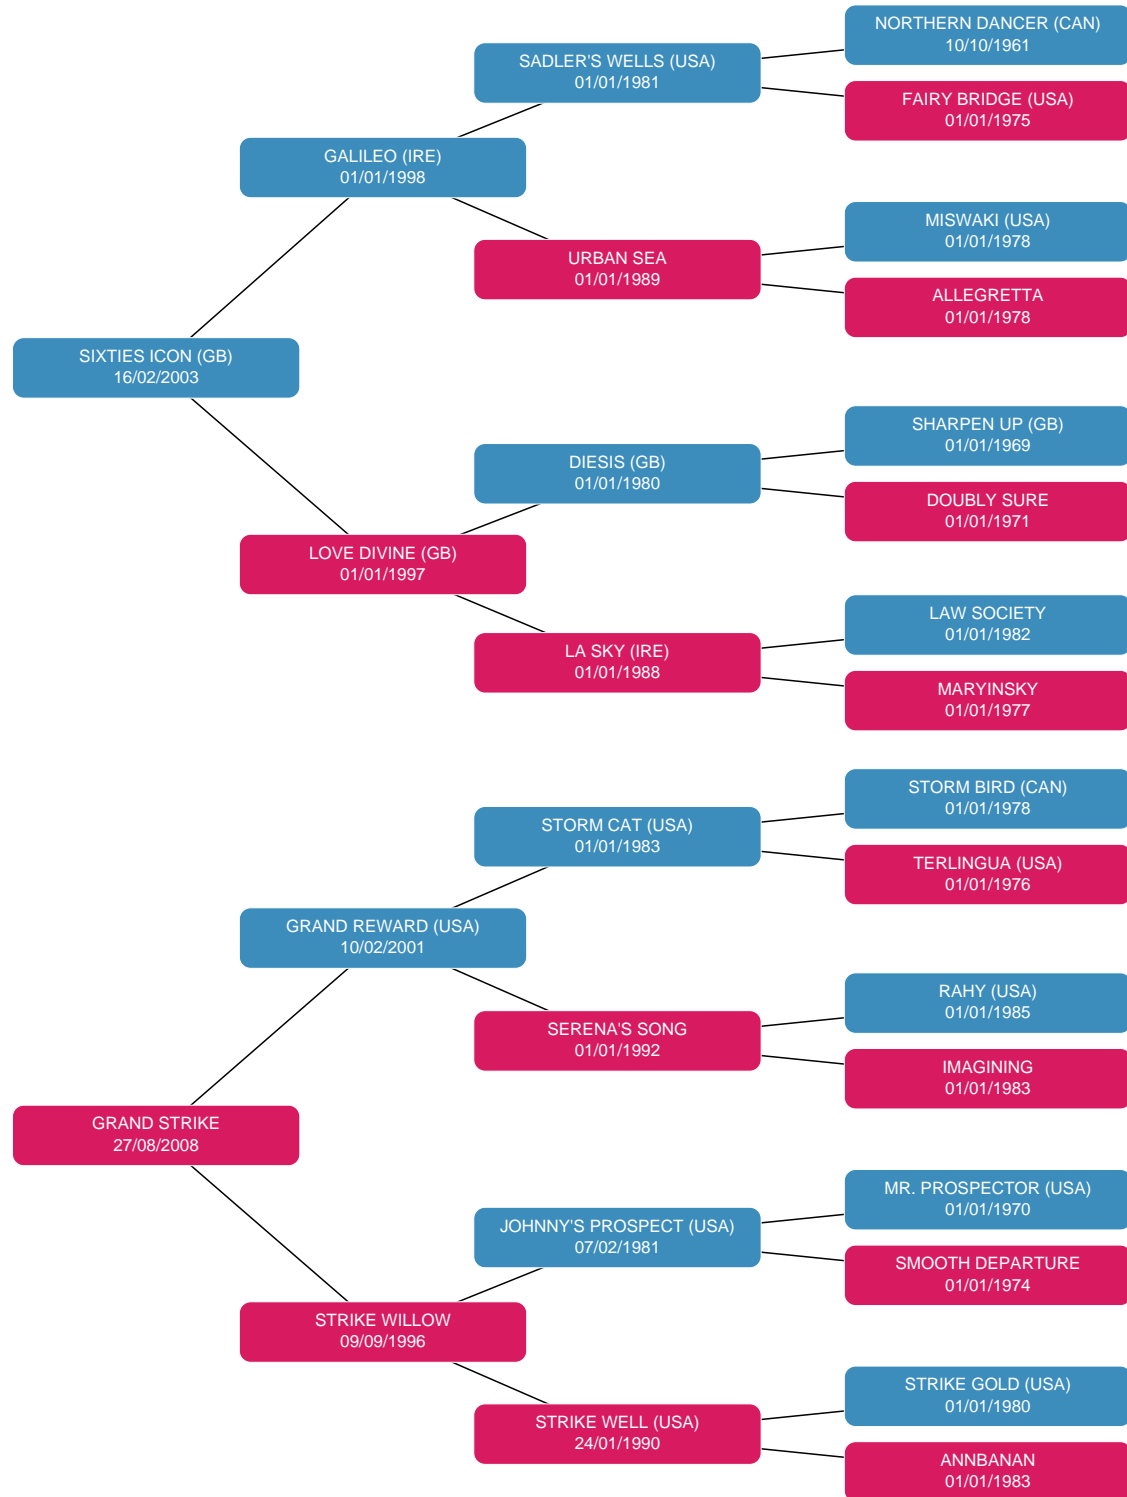 NORTHERN DANCER (CAN)
10/10/1961
SADLER'S WELLS (USA)
01/01/1981
FAIRY BRIDGE (USA)
01/01/1975
GALILEO (IRE)
01/01/1998
MISWAKI (USA)
01/01/1978
URBAN SEA
01/01/1989
ALLEGRETTA
01/01/1978
SIXTIES ICON (GB)
16/02/2003
SHARPEN UP (GB)
01/01/1969
DIESIS (GB)
01/01/1980
DOUBLY SURE
01/01/1971
LOVE DIVINE (GB)
01/01/1997
LAW SOCIETY
01/01/1982
LA SKY (IRE)
01/01/1988
MARYINSKY
01/01/1977
STORM BIRD (CAN)
01/01/1978
STORM CAT (USA)
01/01/1983
TERLINGUA (USA)
01/01/1976
GRAND REWARD (USA)
10/02/2001
RAHY (USA)
01/01/1985
SERENA'S SONG
01/01/1992
IMAGINING
01/01/1983
GRAND STRIKE
27/08/2008
MR. PROSPECTOR (USA)
01/01/1970
JOHNNY'S PROSPECT (USA)
07/02/1981
SMOOTH DEPARTURE
01/01/1974
STRIKE WILLOW
09/09/1996
STRIKE GOLD (USA)
01/01/1980
STRIKE WELL (USA)
24/01/1990
ANNBANAN
01/01/1983